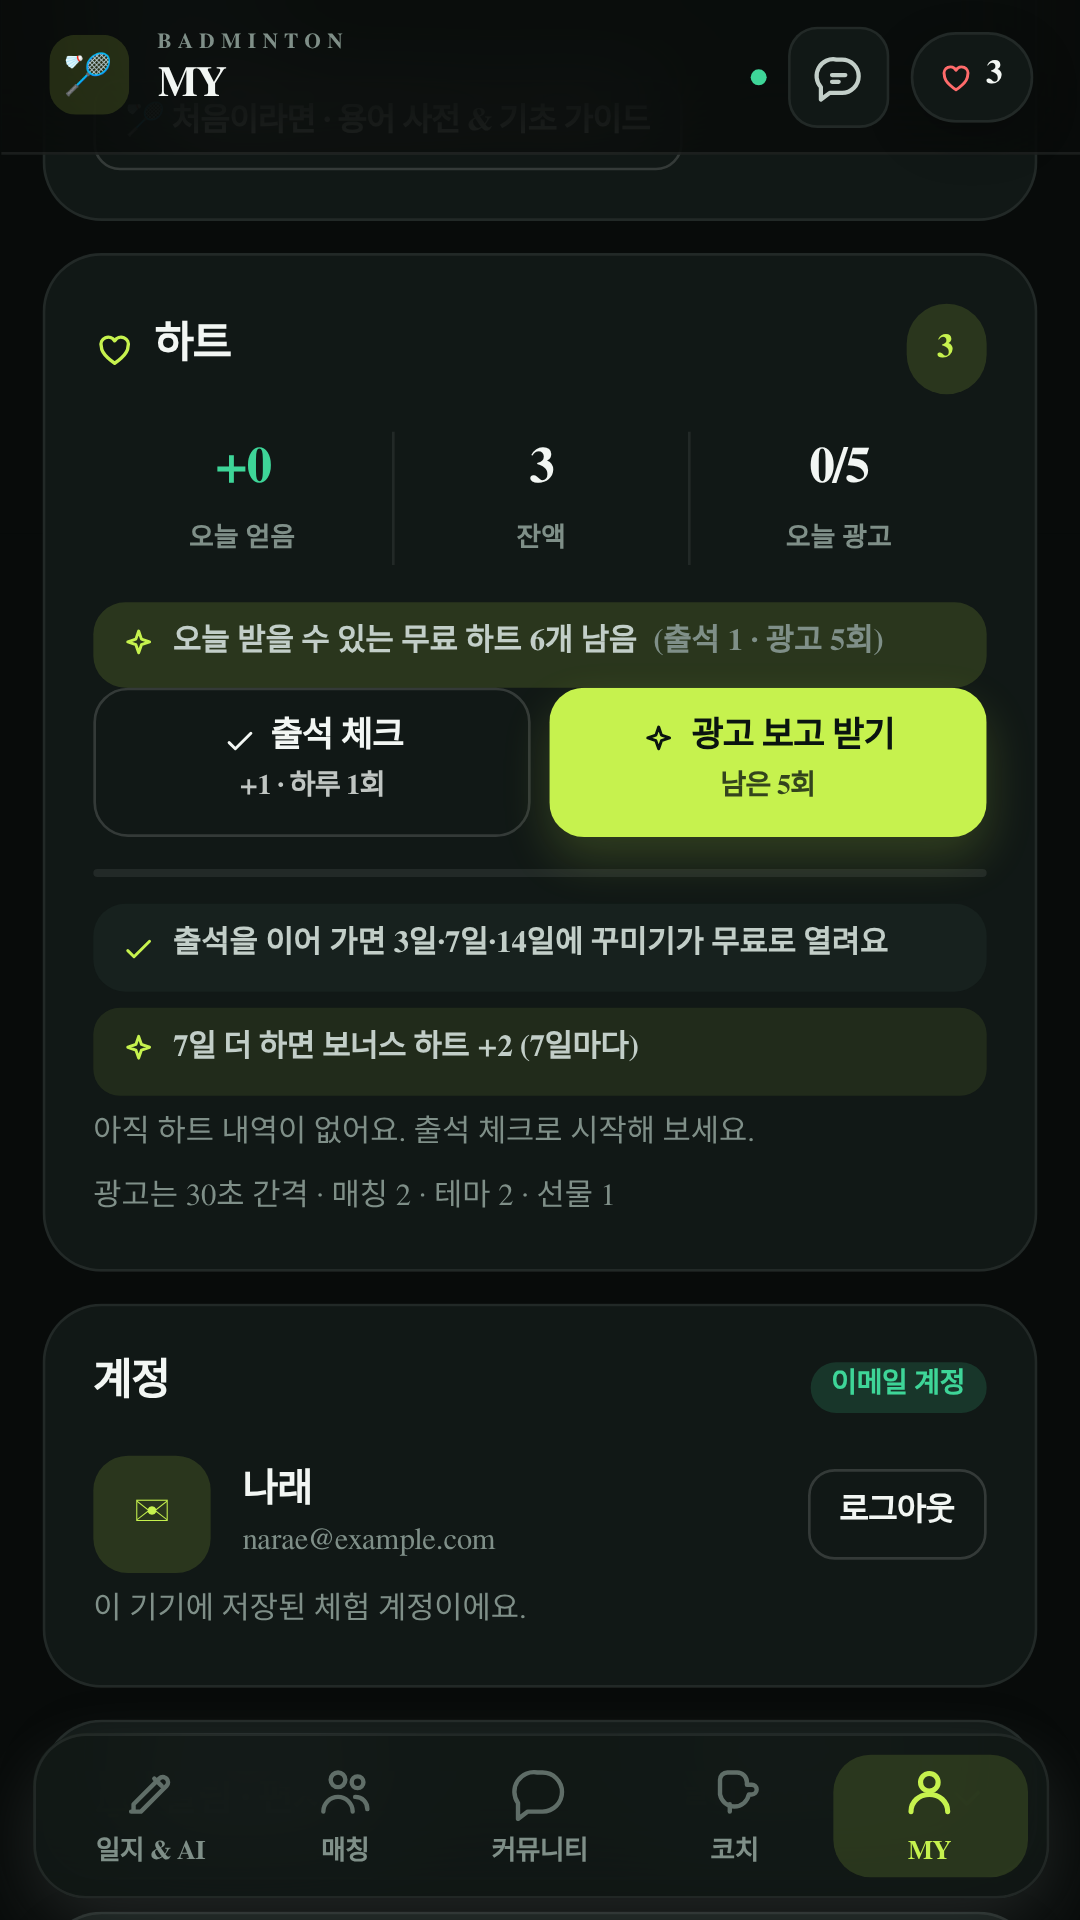 BADMINTON
MY
3
처음이라면 · 용어 사전 & 기초 가이드
하트
3
+0
오늘 얻음
3
잔액
0/5
오늘 광고
오늘 받을 수 있는 무료 하트 6개 남음 (출석 1 · 광고 5회)
출석 체크
+1 · 하루 1회
광고 보고 받기
남은 5회
출석을 이어 가면 3일·7일·14일에 꾸미기가 무료로 열려요
7일 더 하면 보너스 하트 +2 (7일마다)
아직 하트 내역이 없어요. 출석 체크로 시작해 보세요.
광고는 30초 간격 · 매칭 2 · 테마 2 · 선물 1
계정
이메일 계정
나래
narae@example.com
로그아웃
이 기기에 저장된 체험 계정이에요.
일지 & AI
매칭
커뮤니티
코치
MY